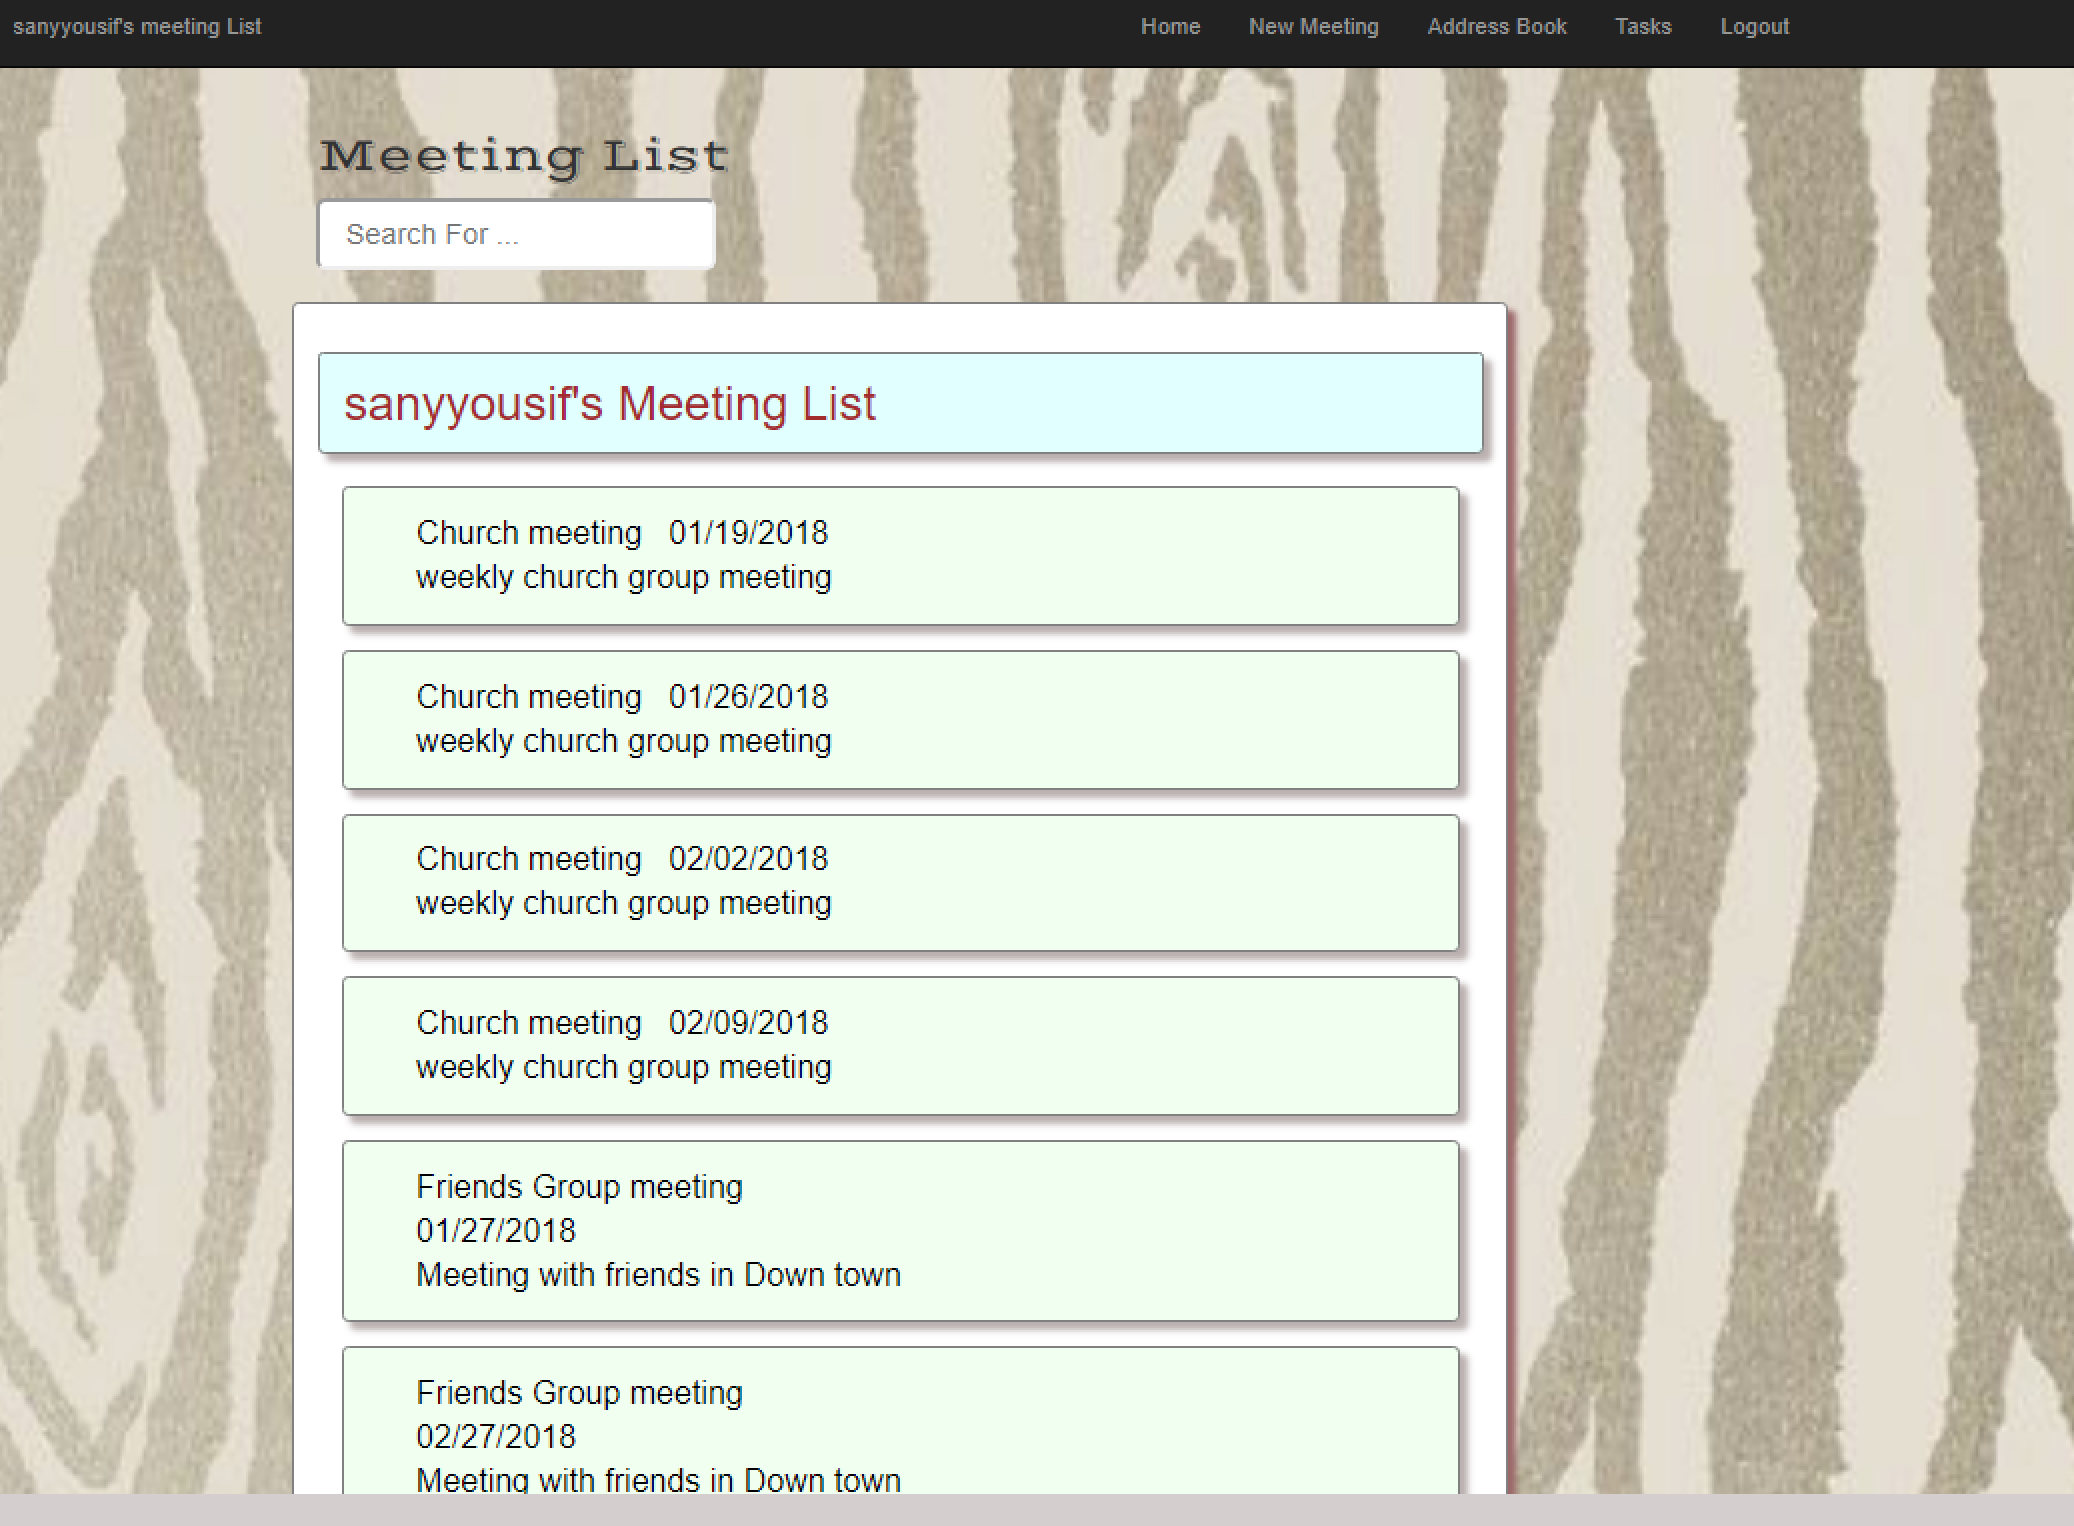 sanyyousif's meeting List
Home New Meeting Address Book Tasks Logout
Meeting List
Search For ...
sanyyousif's Meeting List
Church meeting 01/19/2018
weekly church group meeting
Church meeting 01/26/2018
weekly church group meeting
Church meeting 02/02/2018
weekly church group meeting
Church meeting 02/09/2018
weekly church group meeting
Friends Group meeting
01/27/2018
Meeting with friends in Down town
Friends Group meeting
02/27/2018
Meeting with friends in Down town